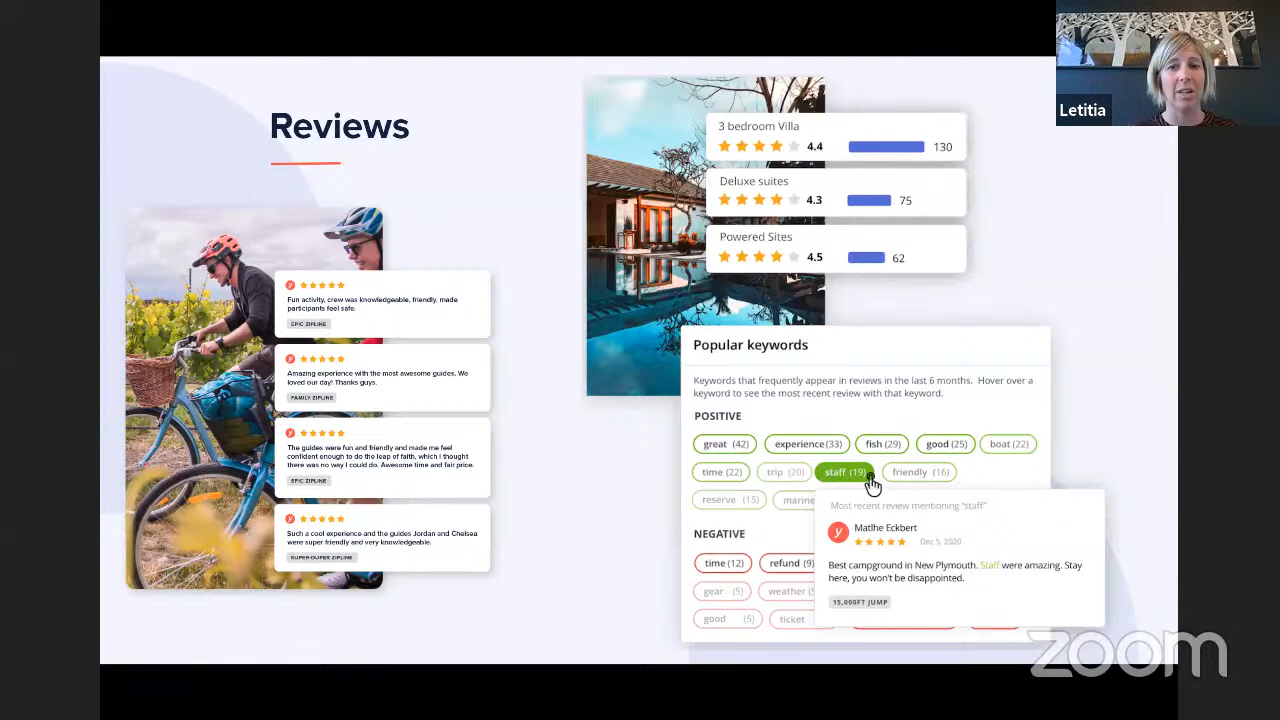 Letitia
Reviews
3 bedroom Villa
4.4
130
Deluxe suites
4.3
75
Powered Sites
4.5
62
y
Fun activity, crew was knowledgeable, friendly, made
participants feel safe.
EPIC ZIPLINE
y
Amazing experience with the most awesome guides. We
loved our day! Thanks guys.
FAMILY ZIPLINE
y
The guides were fun and friendly and made me feel
confident enough to do the leap of faith, which I thought
there was no way I could do. Awesome time and fair price.
EPIC ZIPLINE
y
Such a cool experience and the guides Jordan and Chelsea
were super friendly and very knowledgeable.
SUPER-DUPER ZIPLINE
Popular keywords
Keywords that frequently appear in reviews in the last 6 months. Hover over a
keyword to see the most recent review with that keyword.
POSITIVE
great (42) experience (33) fish (29) good (25) boat (22)
time (22) trip (20) staff (19) friendly (16)
reserve (15) marine
Most recent review mentioning "staff"
y
Matlhe Eckbert
Dec 5, 2020
Best campground in New Plymouth. Staff were amazing. Stay
here, you won't be disappointed.
15,000FT JUMP
NEGATIVE
time (12) refund (9)
gear (5) weather (5
good (5) ticket
zoom